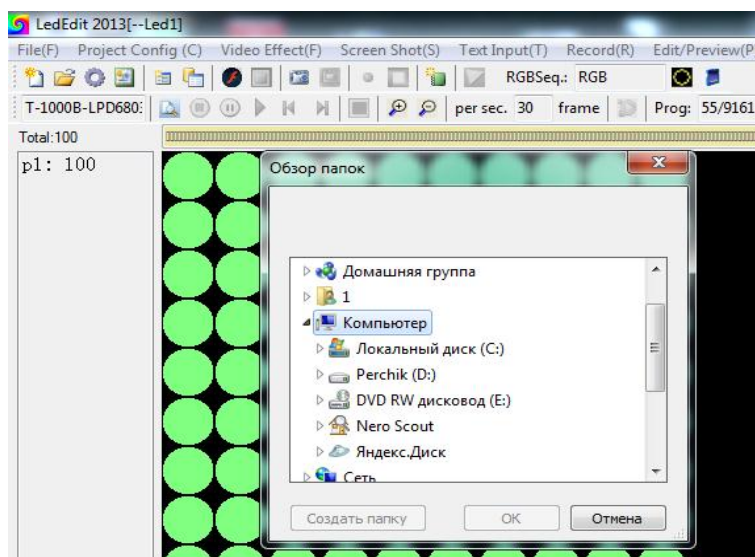 LedEdit 2013[--Led1]
File(F) Project Config (C) Video Effect(F) Screen Shot(S) Text Input(T) Record(R) Edit/Preview(P
RGBSeq.: RGB
T-1000B-LPD680: per sec. 30 frame Prog: 55/9161
Total:100
p1: 100
Обзор папок
Домашняя группа
1
Компьютер
Локальный диск (C:)
Perchik (D:)
DVD RW дисковод (E:)
Nero Scout
Яндекс.Диск
Сеть
Создать папку OK Отмена